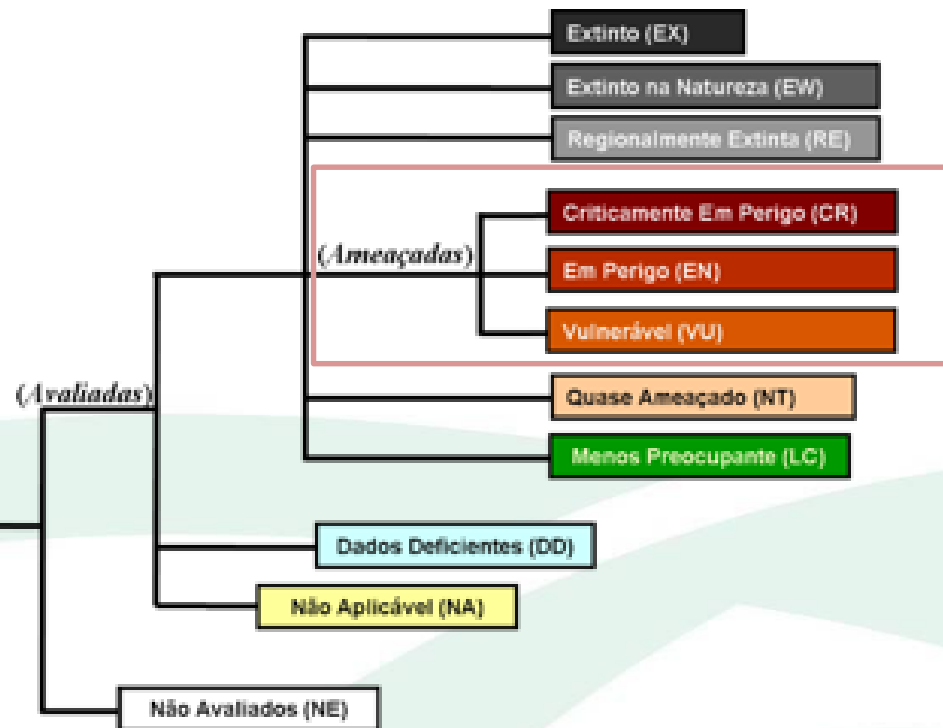 Extinto (EX)
Extinto na Natureza (EW)
Regionalmente Extinta (RE)
Criticamente Em Perigo (CR)
(Ameaçadas)
Em Perigo (EN)
Vulnerável (VU)
(Avaliadas)
Quase Ameaçado (NT)
Menos Preocupante (LC)
Dados Deficientes (DD)
Não Aplicável (NA)
Não Avaliados (NE)